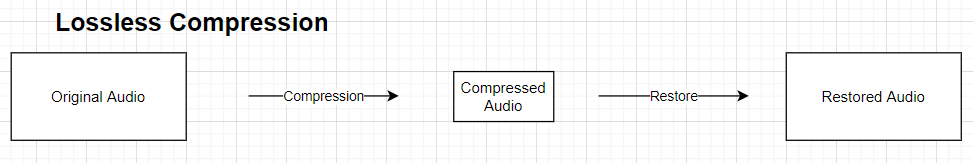 Lossless Compression
Original Audio
Compression
Compressed
Audio
Restore
Restored Audio